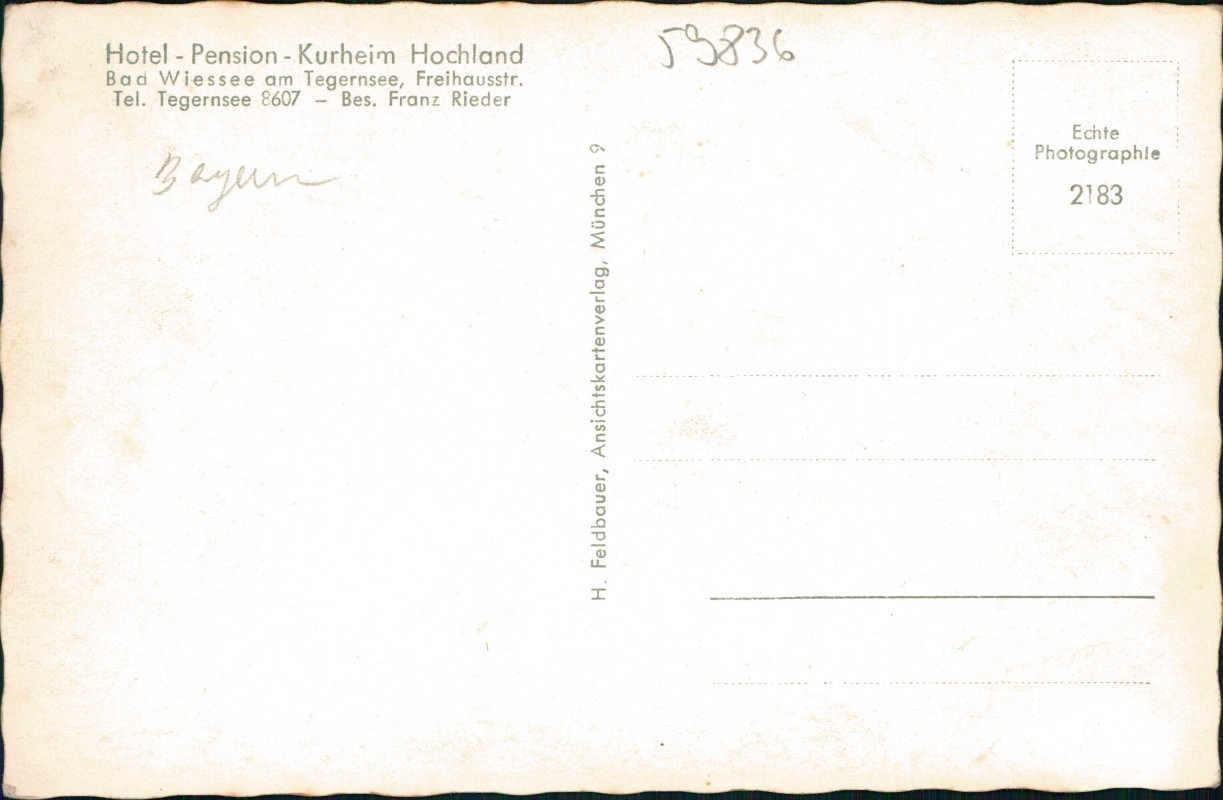 Hotel - Pension - Kurheim Hochland
Bad Wiessee am Tegernsee, Freihausstr.
Tel. Tegernsee 8607 – Bes. Franz Rieder
Bayern
59836
H. Feldbauer, Ansichtskartenverlag, München 9
Echte
Photographie
2183